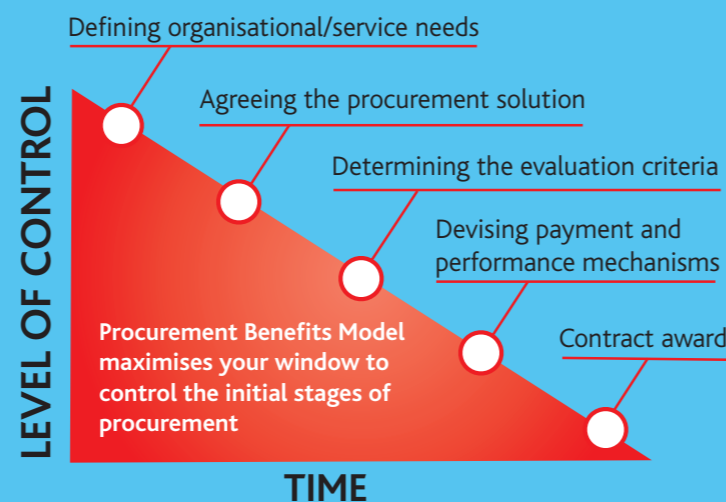 Defining organisational/service needs
Agreeing the procurement solution
Determining the evaluation criteria
Devising payment and
performance mechanisms
Contract award
LEVEL OF CONTROL
Procurement Benefits Model
maximises your window to
control the initial stages of
procurement
TIME